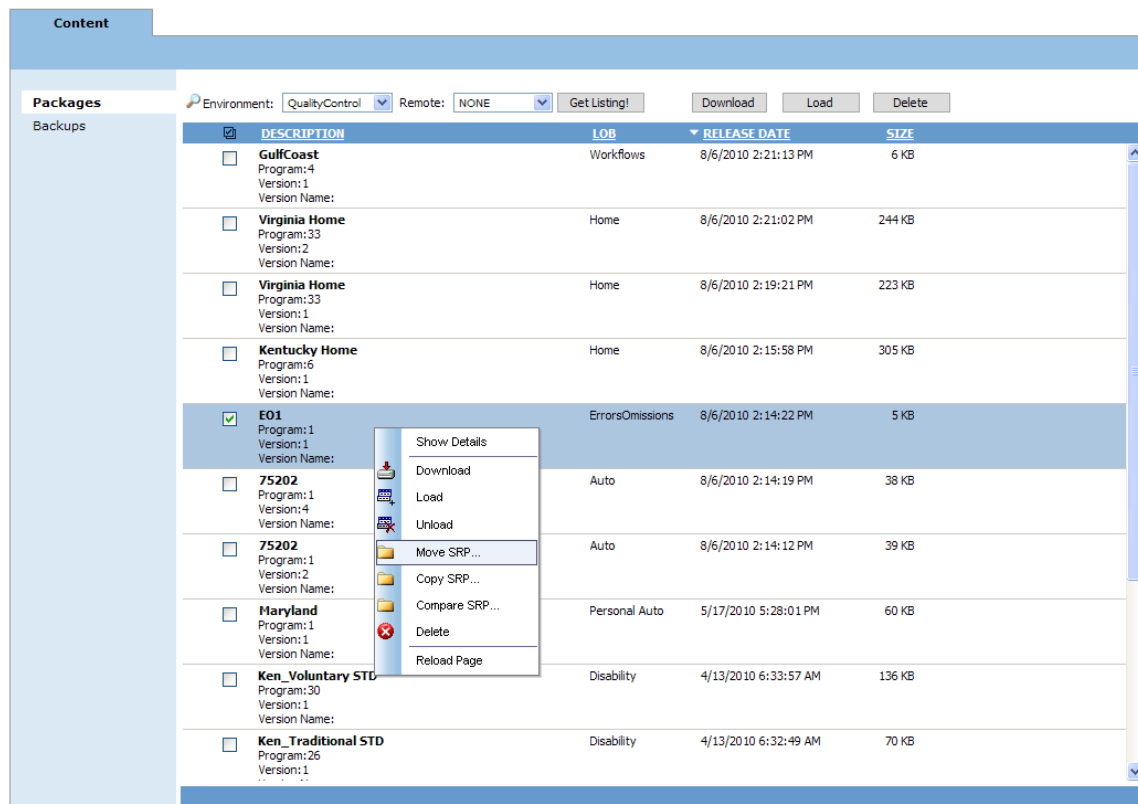 Content
Packages
Backups
Environment: QualityControl Remote: NONE Get Listing! Download Load Delete
DESCRIPTION LOB RELEASE DATE SIZE
GulfCoast Workflows 8/6/2010 2:21:13 PM 6 KB
Program:4
Version:1
Version Name:
Virginia Home Home 8/6/2010 2:21:02 PM 244 KB
Program:33
Version:2
Version Name:
Virginia Home Home 8/6/2010 2:19:21 PM 223 KB
Program:33
Version:1
Version Name:
Kentucky Home Home 8/6/2010 2:15:58 PM 305 KB
Program:6
Version:1
Version Name:
EO1 ErrorsOmissions 8/6/2010 2:14:22 PM 5 KB
Program:1
Version:1
Version Name:
75202 Auto 8/6/2010 2:14:19 PM 38 KB
Program:1
Version:4
Version Name:
75202 Auto 8/6/2010 2:14:12 PM 39 KB
Program:1
Version:2
Version Name:
Maryland Personal Auto 5/17/2010 5:28:01 PM 60 KB
Program:1
Version:1
Version Name:
Ken_Voluntary STD Disability 4/13/2010 6:33:57 AM 136 KB
Program:30
Version:1
Version Name:
Ken_Traditional STD Disability 4/13/2010 6:32:49 AM 70 KB
Program:26
Version:1
Show Details
Download
Load
Unload
Move SRP...
Copy SRP...
Compare SRP...
Delete
Reload Page